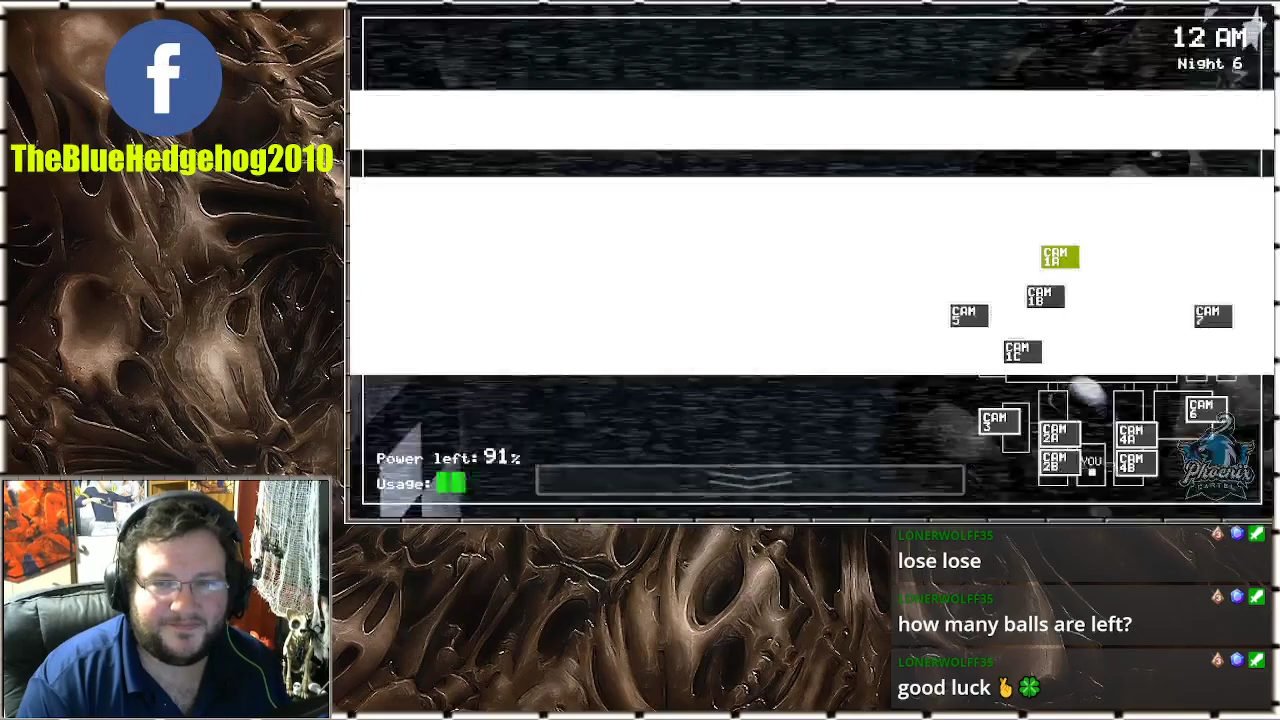 f
TheBlueHedgehog2010
12 AM
Night 6
CAM 1A
CAM 1B
CAM 5
CAM 7
CAM 1C
CAM 3
CAM 6
CAM 2A
CAM 4A
CAM 2B
YOU
CAM 4B
Phoenix
Power left: 91%
Usage:
LONERWOLFF35
lose lose
LONERWOLFF35
how many balls are left?
LONERWOLFF35
good luck 🤞🍀